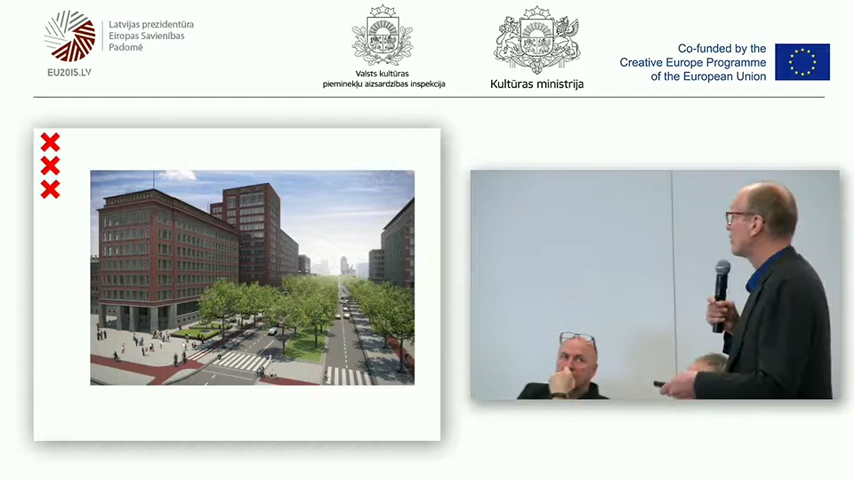 Latvijas prezidentūra
Eiropas Savienības
Padomē
EU2015.LV
Valsts kultūras
pieminekļu aizsardzības inspekcija
Kultūras ministrija
Co-funded by the
Creative Europe Programme
of the European Union